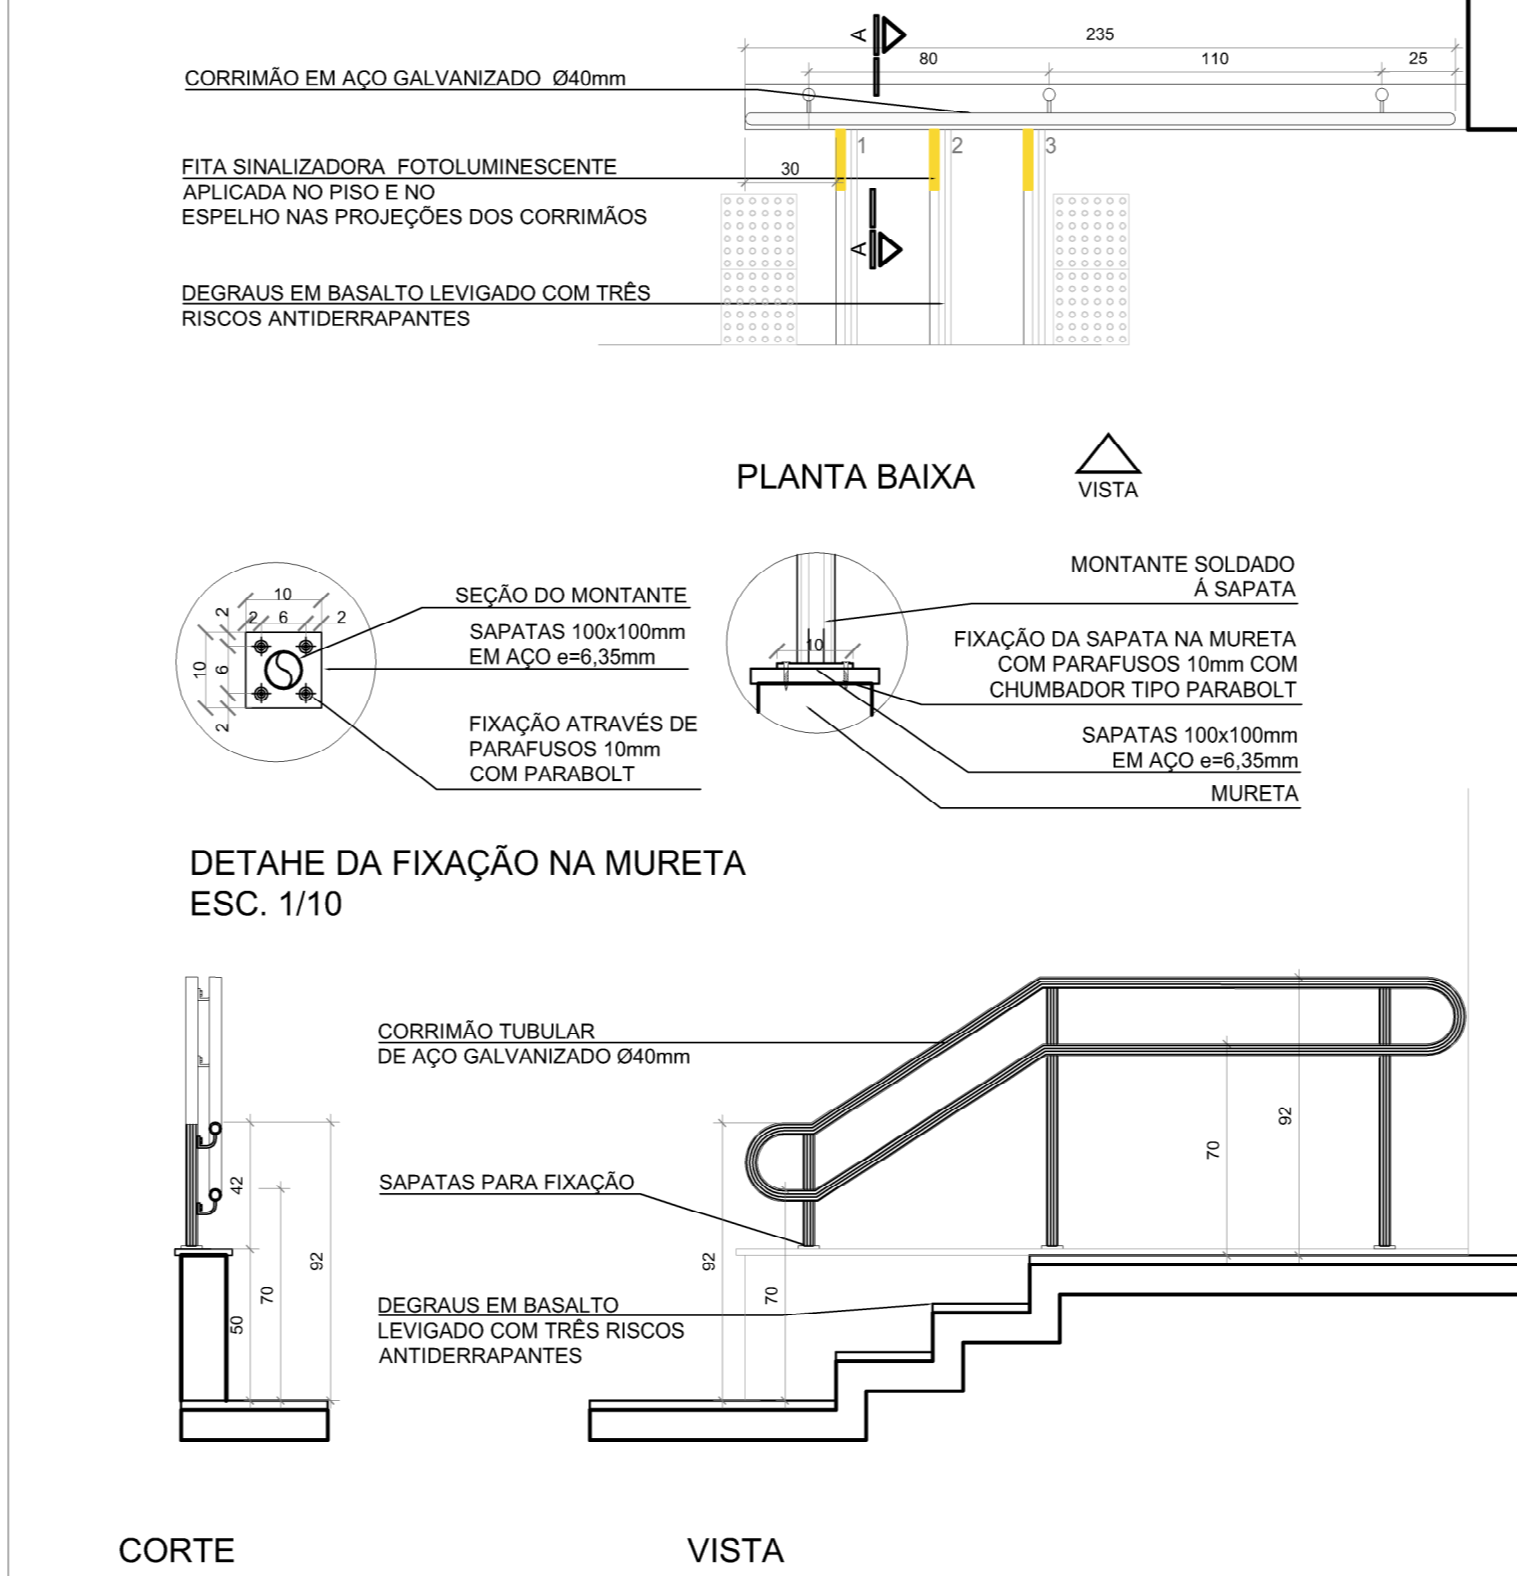 A
235
80
110
25
CORRIMÃO EM AÇO GALVANIZADO Ø40mm
1
2
3
FITA SINALIZADORA FOTOLUMINESCENTE
APLICADA NO PISO E NO
ESPELHO NAS PROJEÇÕES DOS CORRIMÃOS
30
A
DEGRAUS EM BASALTO LEVIGADO COM TRÊS
RISCOS ANTIDERRAPANTES
PLANTA BAIXA
VISTA
10
2
2
6
2
10
6
2
SEÇÃO DO MONTANTE
SAPATAS 100x100mm
EM AÇO e=6,35mm
FIXAÇÃO ATRAVÉS DE
PARAFUSOS 10mm
COM PARABOLT
10
MONTANTE SOLDADO
Á SAPATA
FIXAÇÃO DA SAPATA NA MURETA
COM PARAFUSOS 10mm COM
CHUMBADOR TIPO PARABOLT
SAPATAS 100x100mm
EM AÇO e=6,35mm
MURETA
DETAHE DA FIXAÇÃO NA MURETA
ESC. 1/10
CORRIMÃO TUBULAR
DE AÇO GALVANIZADO Ø40mm
SAPATAS PARA FIXAÇÃO
DEGRAUS EM BASALTO
LEVIGADO COM TRÊS RISCOS
ANTIDERRAPANTES
42
50
70
92
92
70
70
92
CORTE
VISTA